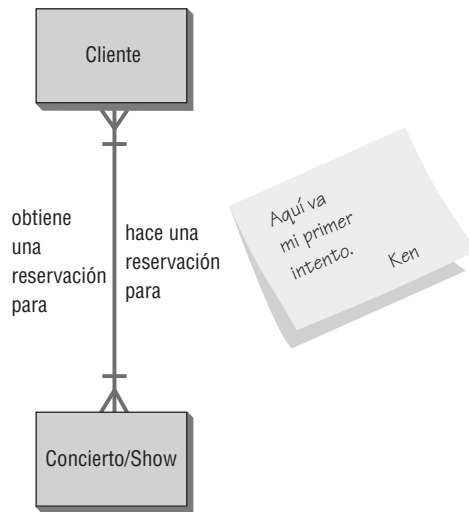 Cliente
obtiene
una
reservación
para
hace una
reservación
para
Aquí va
mi primer
intento.
Ken
Concierto/Show